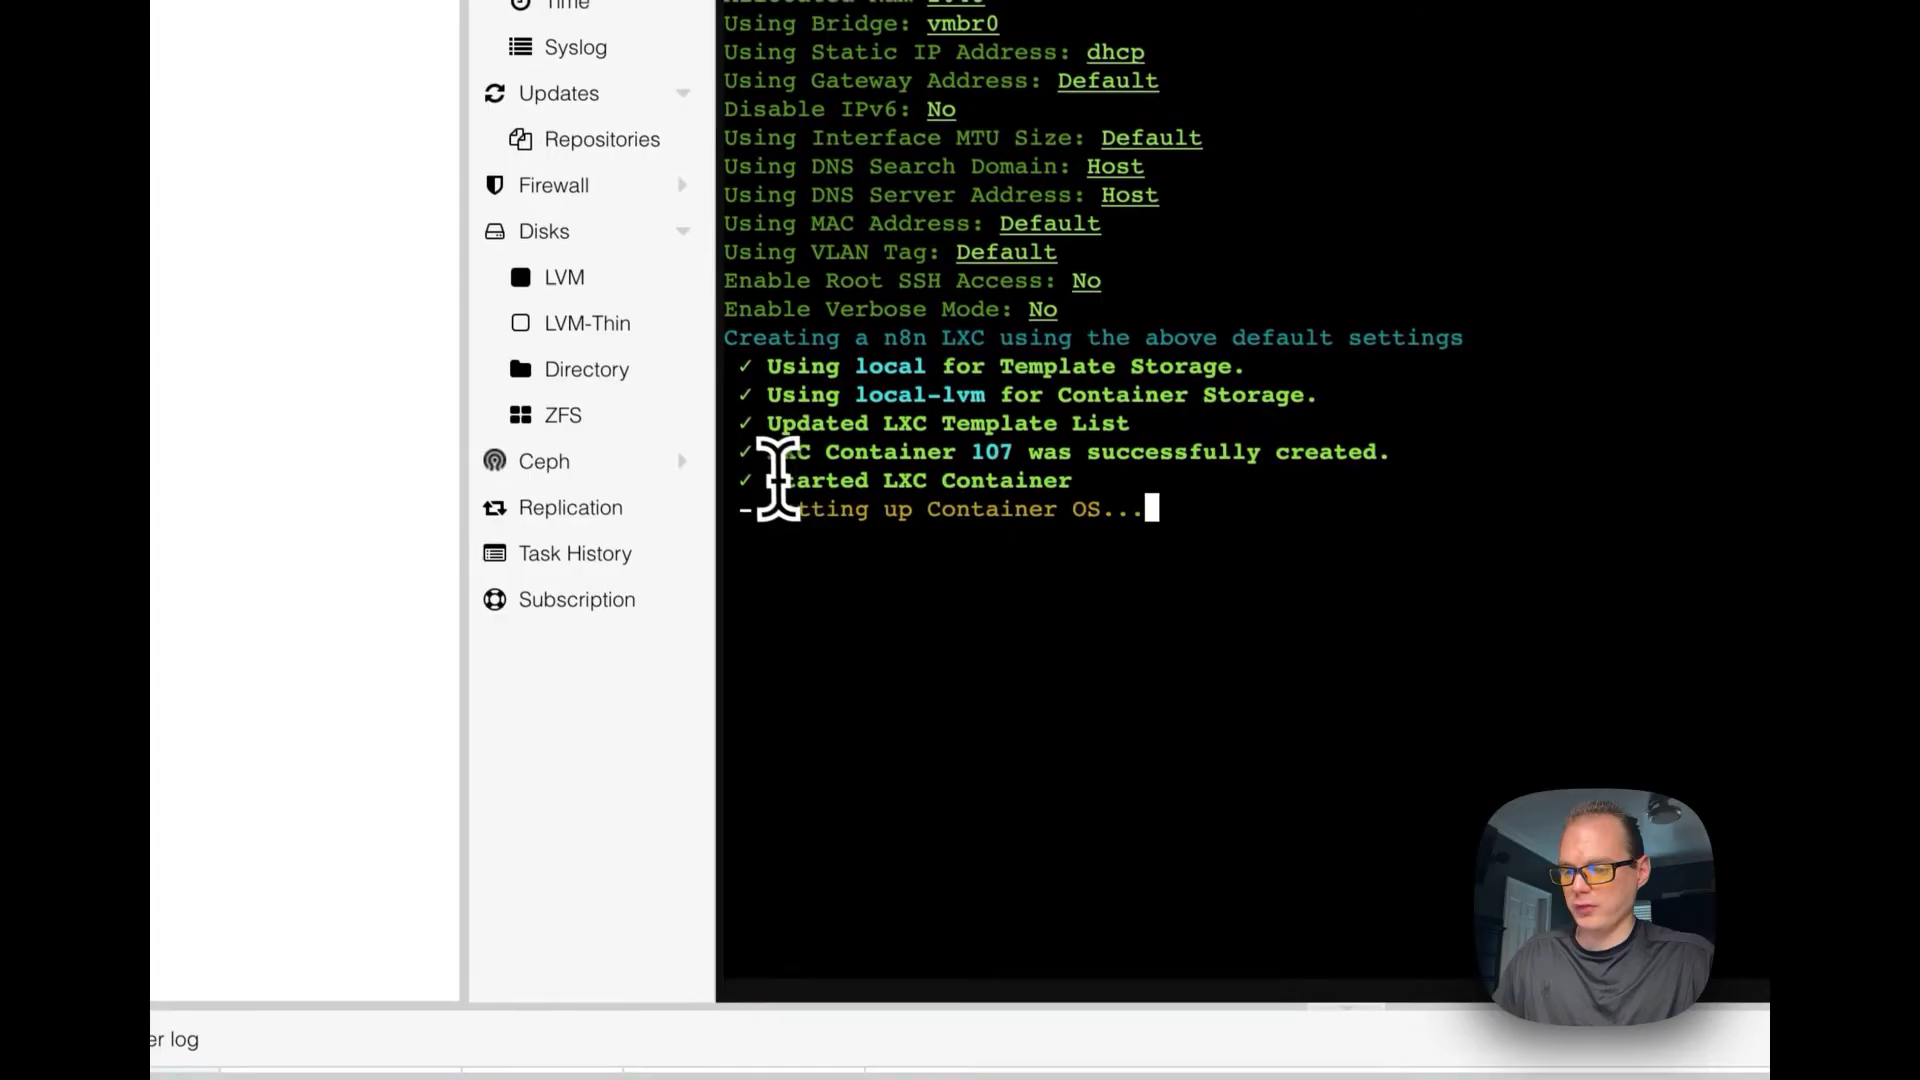 Time
Syslog
Updates
Repositories
Firewall
Disks
LVM
LVM-Thin
Directory
ZFS
Ceph
Replication
Task History
Subscription
Using Bridge: vmbr0
Using Static IP Address: dhcp
Using Gateway Address: Default
Disable IPv6: No
Using Interface MTU Size: Default
Using DNS Search Domain: Host
Using DNS Server Address: Host
Using MAC Address: Default
Using VLAN Tag: Default
Enable Root SSH Access: No
Enable Verbose Mode: No
Creating a n8n LXC using the above default settings
✓ Using local for Template Storage.
✓ Using local-lvm for Container Storage.
✓ Updated LXC Template List
✓ Container 107 was successfully created.
✓ LXC Container
- up Container OS...
log